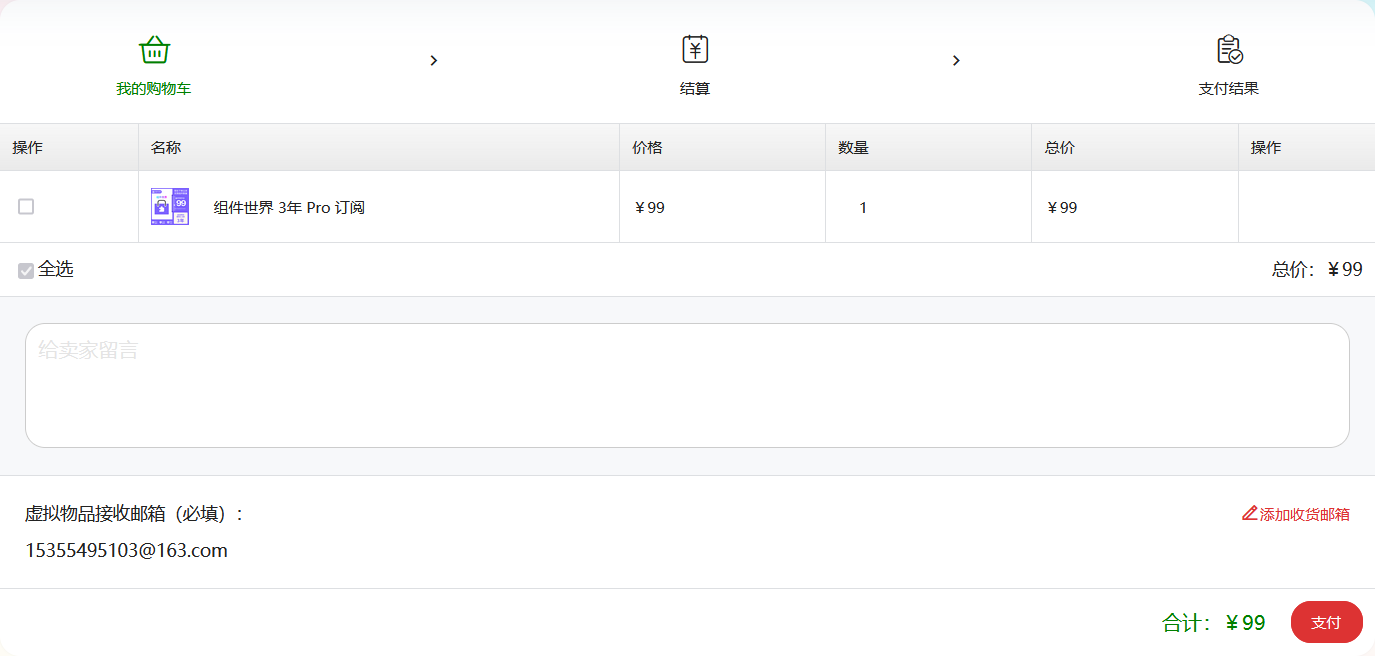 我的购物车
结算
支付结果
操作 名称 价格 数量 总价 操作
99
组件世界 3年 Pro 订阅 ¥99 1 ¥99
全选 总价：¥99
给卖家留言
虚拟物品接收邮箱（必填）： 添加收货邮箱
15355495103@163.com
合计：¥99 支付